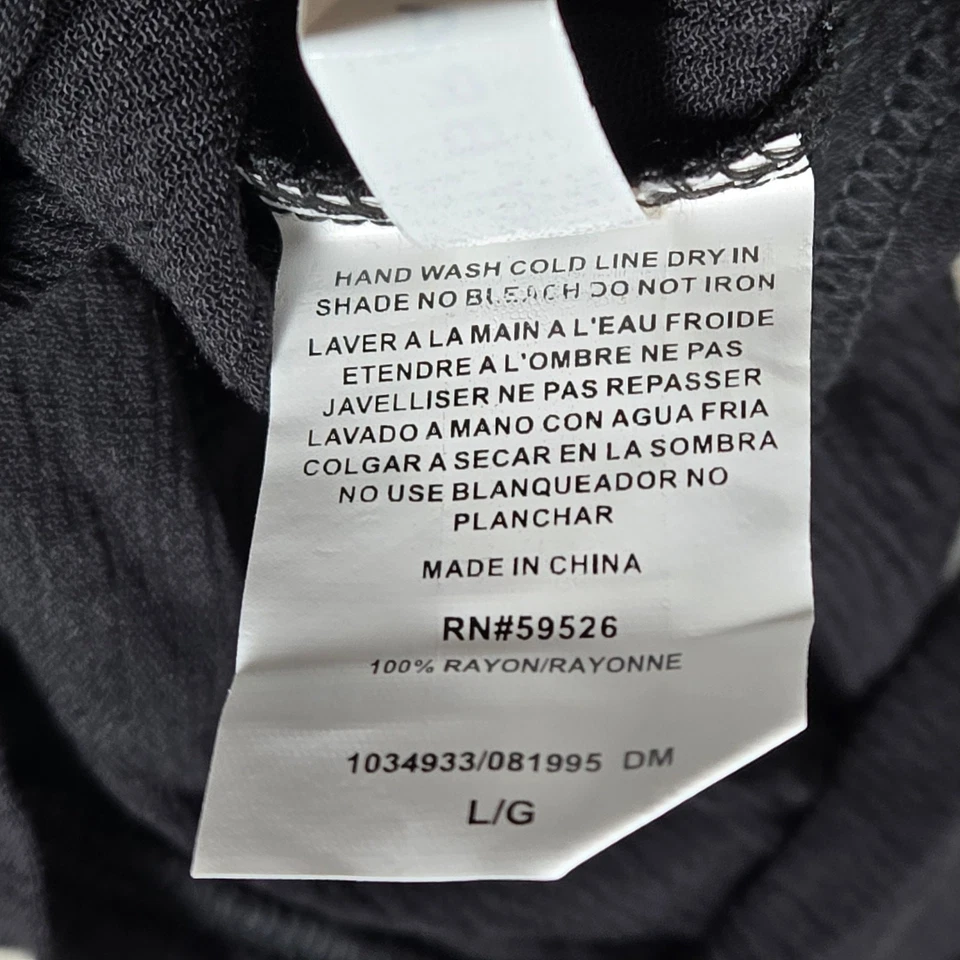 HAND WASH COLD LINE DRY IN
SHADE NO BLEACH DO NOT IRON
LAVER A LA MAIN A L'EAU FROIDE
ETENDRE A L'OMBRE NE PAS
JAVELLISER NE PAS REPASSER
LAVADO A MANO CON AGUA FRIA
COLGAR A SECAR EN LA SOMBRA
NO USE BLANQUEADOR NO
PLANCHAR
MADE IN CHINA
RN#59526
100% RAYON/RAYONNE
1034933/081995 DM
L/G